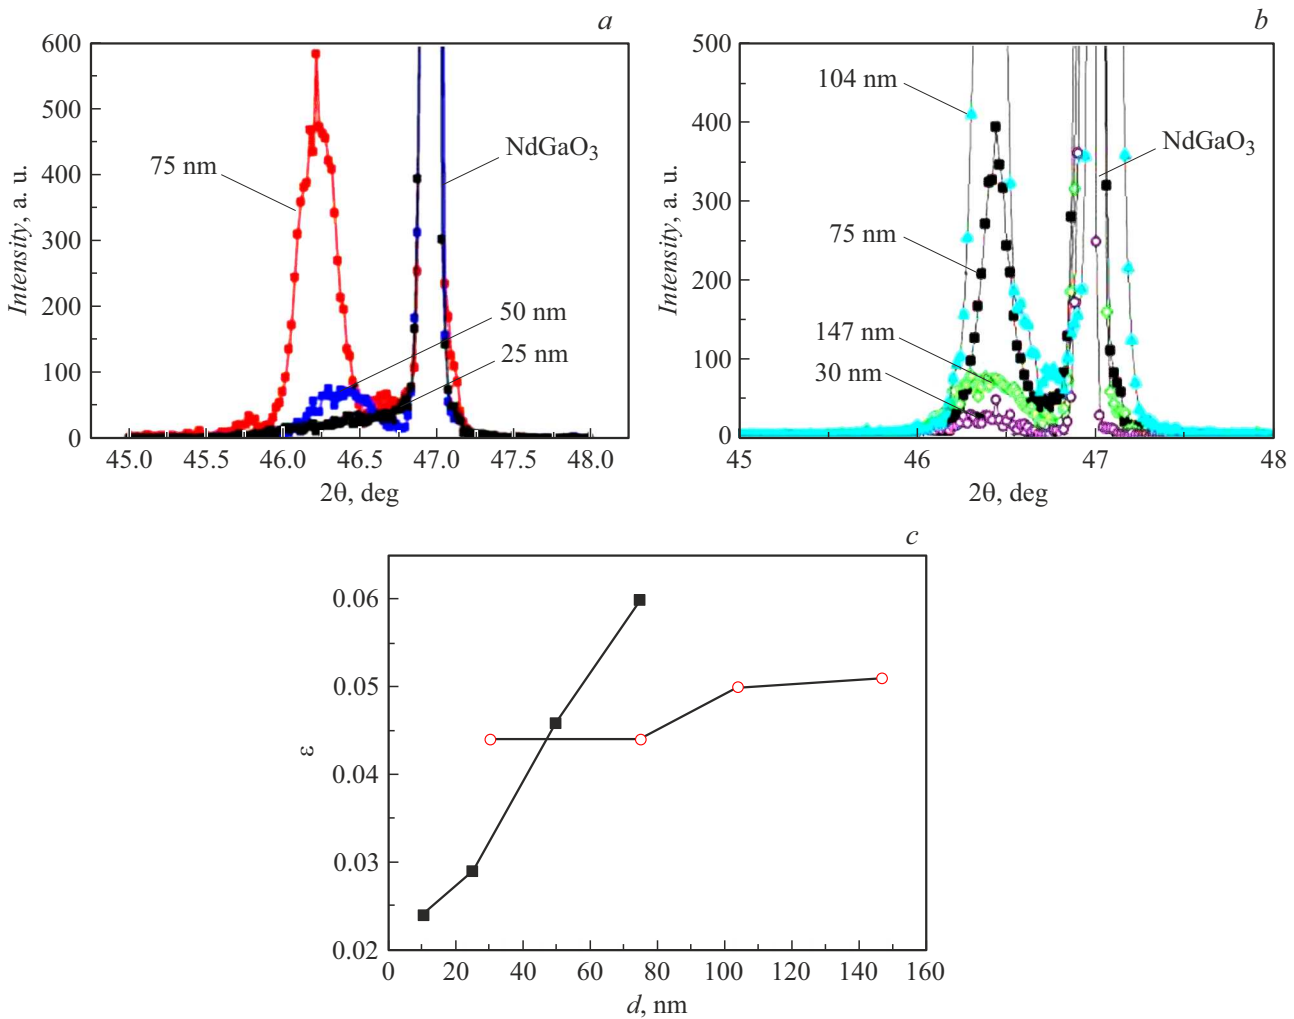 a
600
500
400
300
200
100
0
Intensity, a. u.
75 nm
NdGaO3
50 nm
25 nm
45.0 45.5 46.0 46.5 47.0 47.5 48.0
2θ, deg
b
500
400
300
200
100
0
Intensity, a. u.
104 nm
NdGaO3
75 nm
147 nm
30 nm
45 46 47 48
2θ, deg
c
0.06
0.05
0.04
0.03
0.02
ε
0 20 40 60 80 100 120 140 160
d, nm